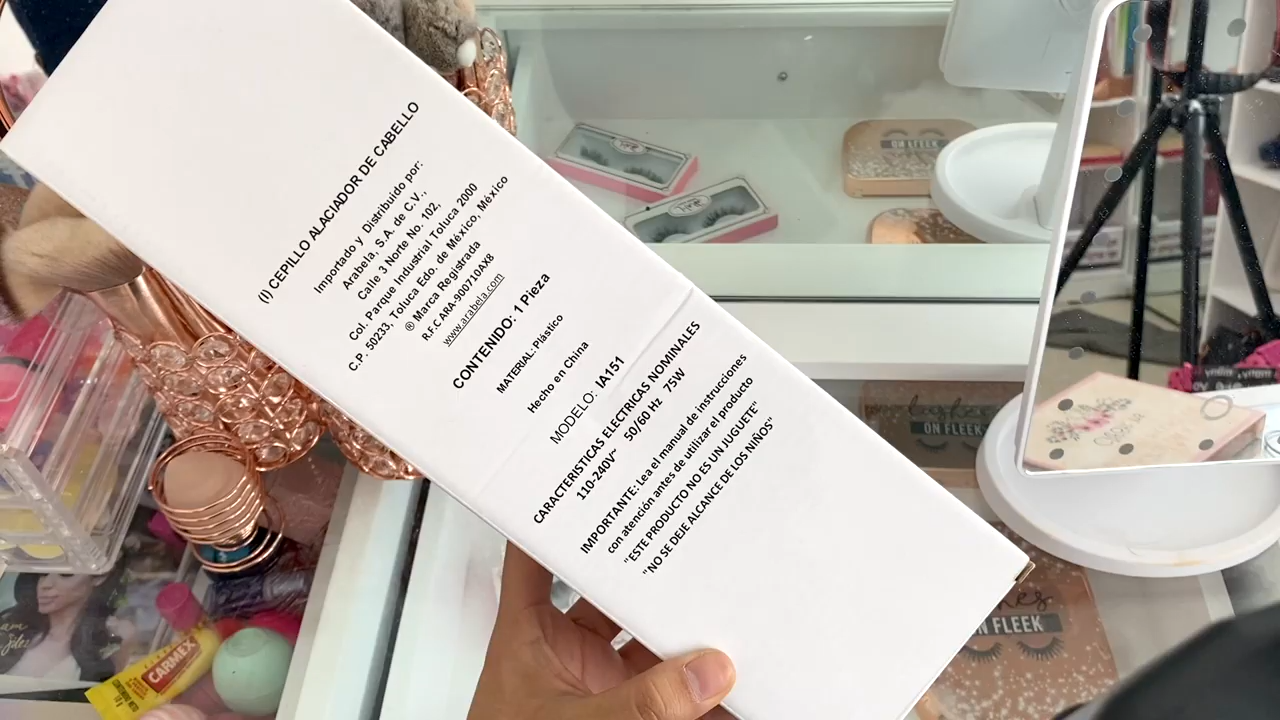 (I) CEPILLO ALACIADOR DE CABELLO
Importado y Distribuido por:
Arabela, S.A. de C.V.,
Calle 3 Norte No. 102,
Col. Parque Industrial Toluca 2000
C.P. 50233, Toluca Edo. de México, México
® Marca Registrada
R.F.C ARA-900710AX8
www.arabela.com
CONTENIDO: 1 Pieza
MATERIAL: Plástico
Hecho en China
MODELO: IA151
CARACTERISTICAS ELECTRICAS NOMINALES
110-240V~ 50/60 Hz 75W
IMPORTANTE: Lea el manual de instrucciones
con atención antes de utilizar el producto
"ESTE PRODUCTO NO ES UN JUGUETE"
"NO SE DEJE ALCANCE DE LOS NIÑOS"
ON FLEEK
lashes
ON FLEEK
ON FLEEK
CARMEX